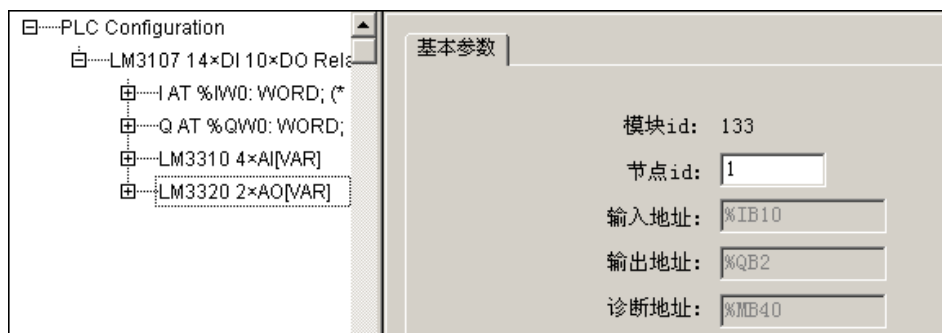 PLC Configuration
LM3107 14×DI 10×DO Rela
I AT %IW0: WORD; (*
Q AT %QW0: WORD;
LM3310 4×AI[VAR]
LM3320 2×AO[VAR]
基本参数
模块id: 133
节点id: 1
输入地址: %IB10
输出地址: %QB2
诊断地址: %MB40